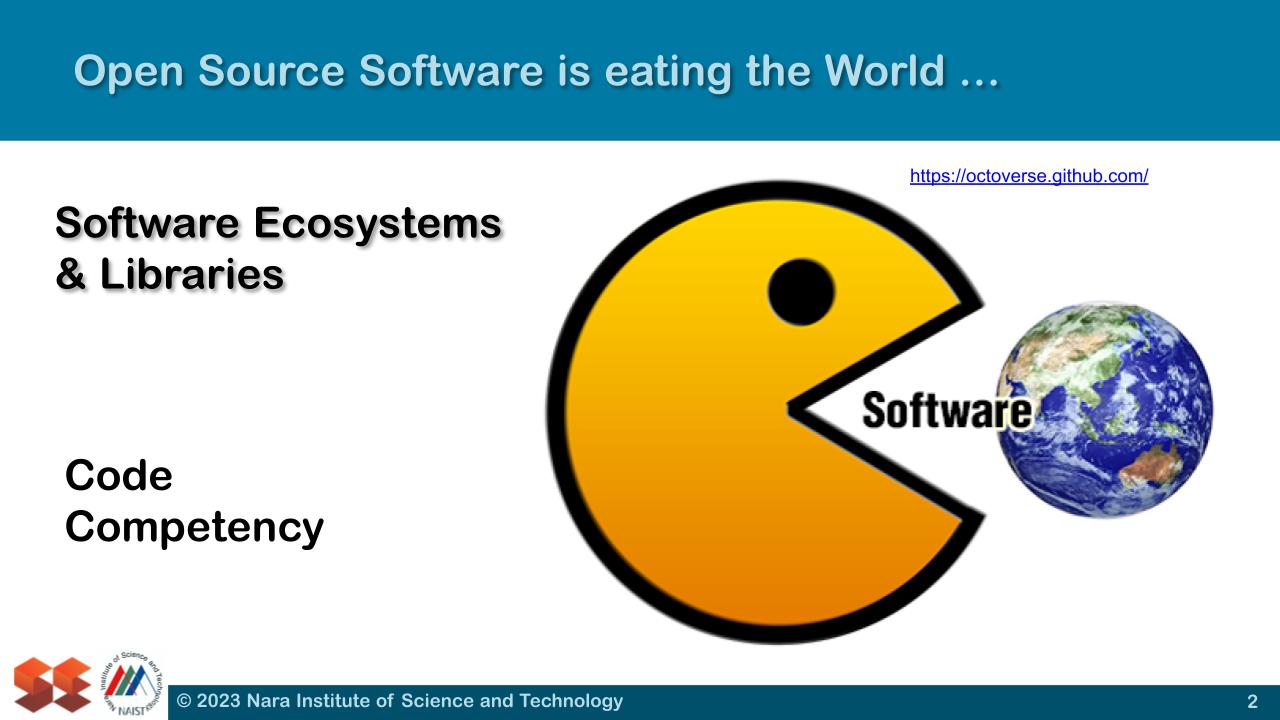 Open Source Software is eating the World …
https://octoverse.github.com/
Software Ecosystems
& Libraries
Software
Code
Competency
Nara Institute of Science and Technology
NAIST
© 2023 Nara Institute of Science and Technology
2